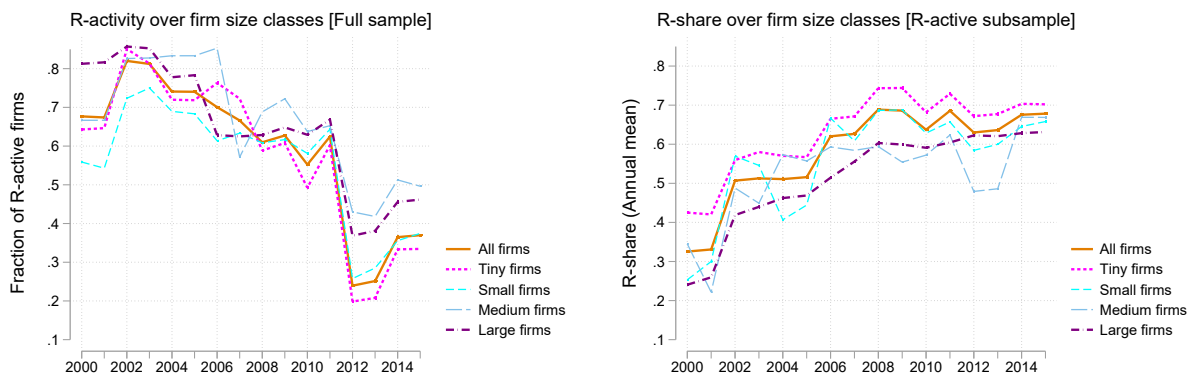 R-activity over firm size classes [Full sample]
Fraction of R-active firms
.8
.7
.6
.5
.4
.3
.2
.1
2000 2002 2004 2006 2008 2010 2012 2014
All firms
Tiny firms
Small firms
Medium firms
Large firms
R-share over firm size classes [R-active subsample]
R-share (Annual mean)
.8
.7
.6
.5
.4
.3
.2
.1
2000 2002 2004 2006 2008 2010 2012 2014
All firms
Tiny firms
Small firms
Medium firms
Large firms